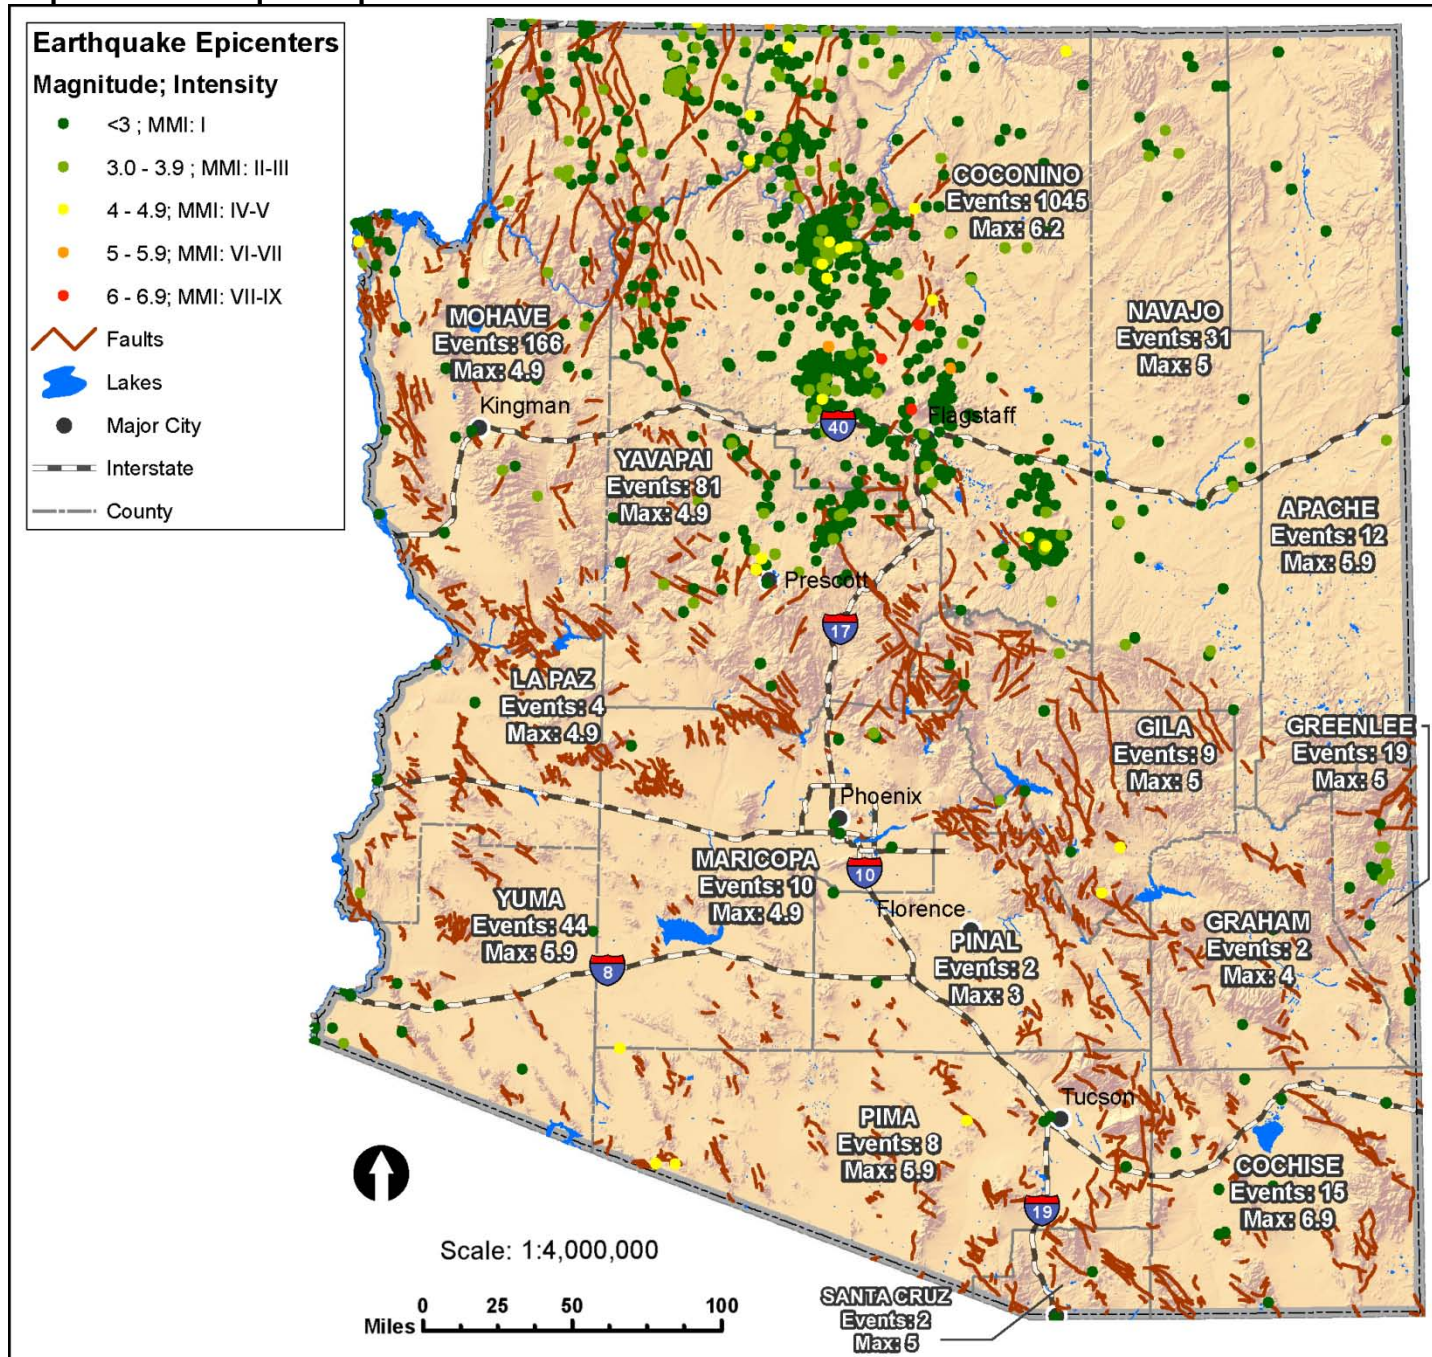 Earthquake Epicenters
Magnitude; Intensity
<3 ; MMI: I
3.0 - 3.9 ; MMI: II-III
4 - 4.9; MMI: IV-V
5 - 5.9; MMI: VI-VII
6 - 6.9; MMI: VII-IX
Faults
Lakes
Major City
Interstate
County
COCONINO
Events: 1045
Max: 6.2
MOHAVE
Events: 166
Max: 4.9
NAVAJO
Events: 31
Max: 5
Kingman
40
Flagstaff
YAVAPAI
Events: 81
Max: 4.9
APACHE
Events: 12
Max: 5.9
Prescott
17
LA PAZ
Events: 4
Max: 4.9
GILA
Events: 9
Max: 5
GREENLEE
Events: 19
Max: 5
Phoenix
MARICOPA
Events: 10
Max: 4.9
10
YUMA
Events: 44
Max: 5.9
Florence
PINAL
Events: 2
Max: 3
GRAHAM
Events: 2
Max: 4
8
Tucson
PIMA
Events: 8
Max: 5.9
COCHISE
Events: 15
Max: 6.9
19
Scale: 1:4,000,000
SANTA CRUZ
Events: 2
Max: 5
0 25 50 100
Miles